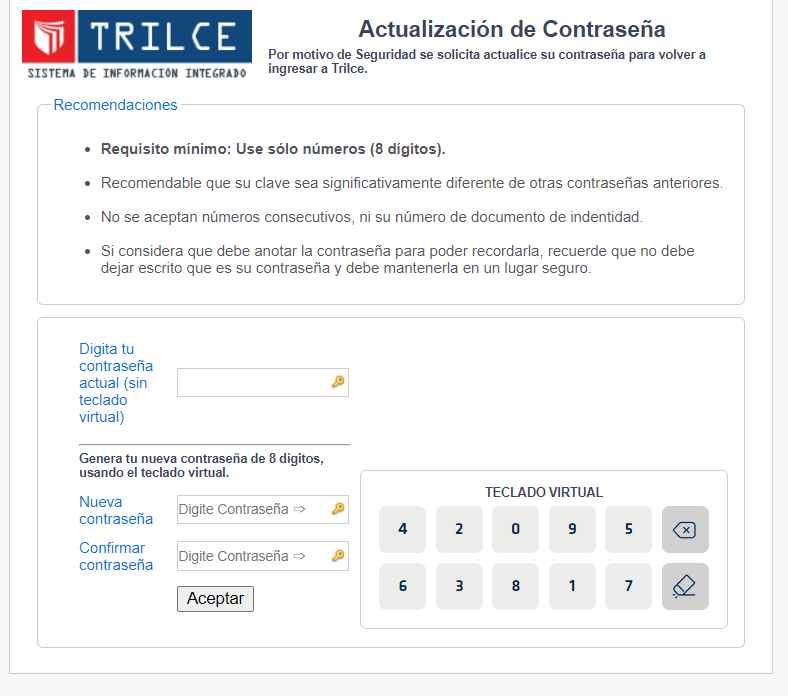 TRILCE
SISTEMA DE INFORMACIÓN INTEGRADO
Actualización de Contraseña
Por motivo de Seguridad se solicita actualice su contraseña para volver a
ingresar a Trilce.
Recomendaciones
• Requisito mínimo: Use sólo números (8 dígitos).
• Recomendable que su clave sea significativamente diferente de otras contraseñas anteriores.
• No se aceptan números consecutivos, ni su número de documento de indentidad.
• Si considera que debe anotar la contraseña para poder recordarla, recuerde que no debe
dejar escrito que es su contraseña y debe mantenerla en un lugar seguro.
Digita tu
contraseña
actual (sin
teclado
virtual)
Genera tu nueva contraseña de 8 dígitos,
usando el teclado virtual.
Nueva
contraseña
Digite Contraseña ⇨
Confirmar
contraseña
Digite Contraseña ⇨
Aceptar
TECLADO VIRTUAL
4 2 0 9 5
6 3 8 1 7